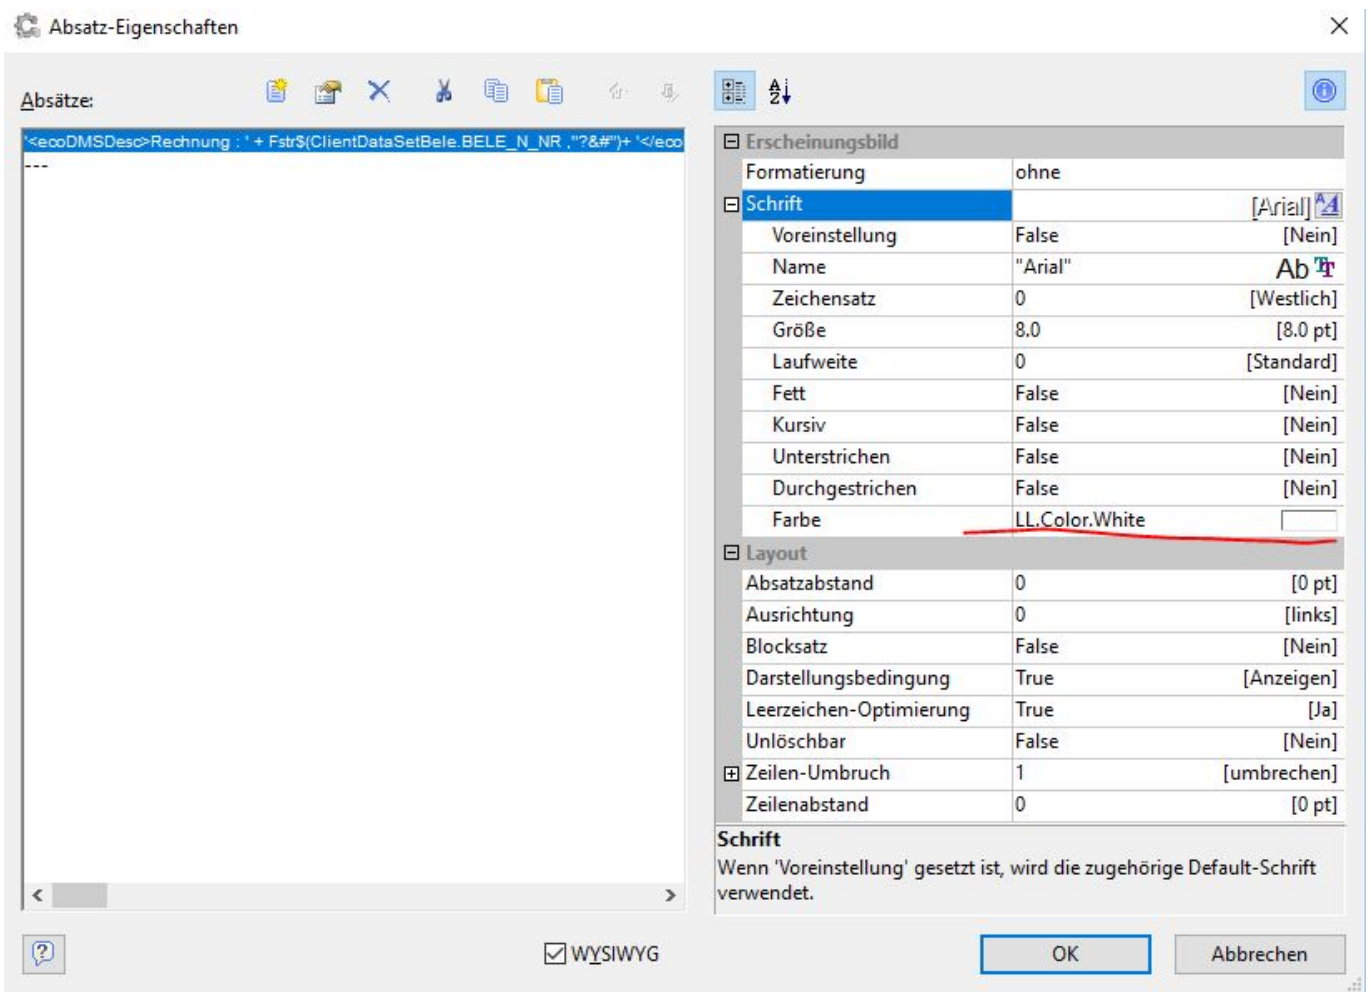 Absatz-Eigenschaften
Absätze:
'<ecoDMSDesc>Rechnung : ' + Fstr$(ClientDataSetBele.BELE_N_NR ,"?&#")+ '</eco
---
Erscheinungsbild
Formatierung ohne
Schrift [Arial]
Voreinstellung False [Nein]
Name "Arial" Ab
Zeichensatz 0 [Westlich]
Größe 8.0 [8.0 pt]
Laufweite 0 [Standard]
Fett False [Nein]
Kursiv False [Nein]
Unterstrichen False [Nein]
Durchgestrichen False [Nein]
Farbe LL.Color.White
Layout
Absatzabstand 0 [0 pt]
Ausrichtung 0 [links]
Blocksatz False [Nein]
Darstellungsbedingung True [Anzeigen]
Leerzeichen-Optimierung True [Ja]
Unlöschbar False [Nein]
Zeilen-Umbruch 1 [umbrechen]
Zeilenabstand 0 [0 pt]
Schrift
Wenn 'Voreinstellung' gesetzt ist, wird die zugehörige Default-Schrift
verwendet.
WYSIWYG
OK
Abbrechen